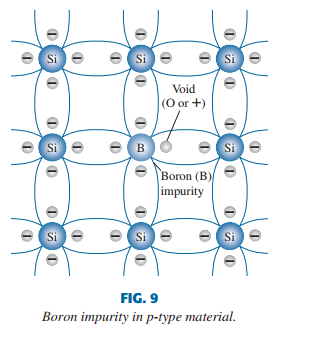 Si Si Si
Void
(O or +)
Si B Si
Boron (B)
impurity
Si Si Si
FIG. 9
Boron impurity in p-type material.